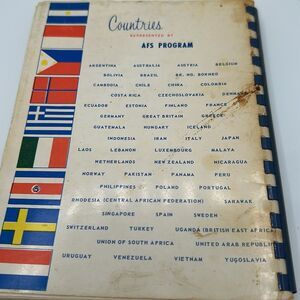 Countries
REPRESENTED BY
AFS PROGRAM
ARGENTINA AUSTRALIA AUSTRIA BELGIUM
BOLIVIA BRAZIL BR. NO. BORNEO
CAMBODIA CHILE CHINA COLOMBIA
COSTA RICA CZECHOSLOVAKIA DENMARK
ECUADOR ESTONIA FINLAND FRANCE
GERMANY GREAT BRITAIN GREECE
GUATEMALA HUNGARY ICELAND
INDONESIA IRAN ITALY JAPAN
LAOS LEBANON LUXEMBOURG MALAYA
NETHERLANDS NEW ZEALAND NICARAGUA
NORWAY PAKISTAN PANAMA PERU
PHILIPPINES POLAND PORTUGAL
RHODESIA (CENTRAL AFRICAN FEDERATION) SARAWAK
SINGAPORE SPAIN SWEDEN
SWITZERLAND TURKEY UGANDA (BRITISH EAST AFRICA)
UNION OF SOUTH AFRICA UNITED ARAB REPUBLIC
URUGUAY VENEZUELA VIETNAM YUGOSLAVIA